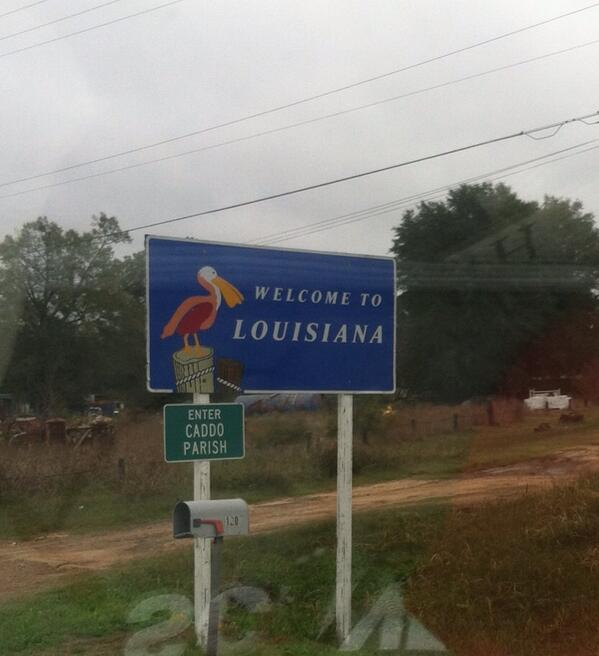 WELCOME TO
LOUISIANA
ENTER
CADDO
PARISH
120